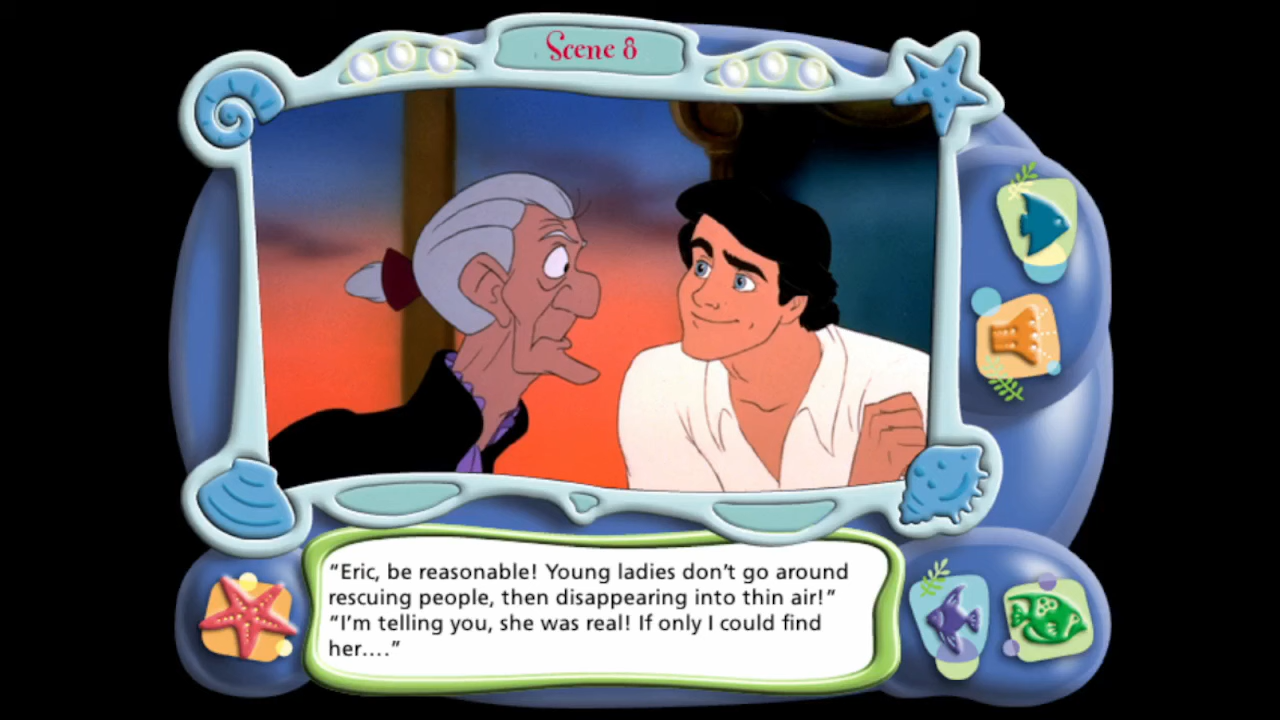 Scene 8
“Eric, be reasonable! Young ladies don’t go around
rescuing people, then disappearing into thin air!”
“I’m telling you, she was real! If only I could find
her....”